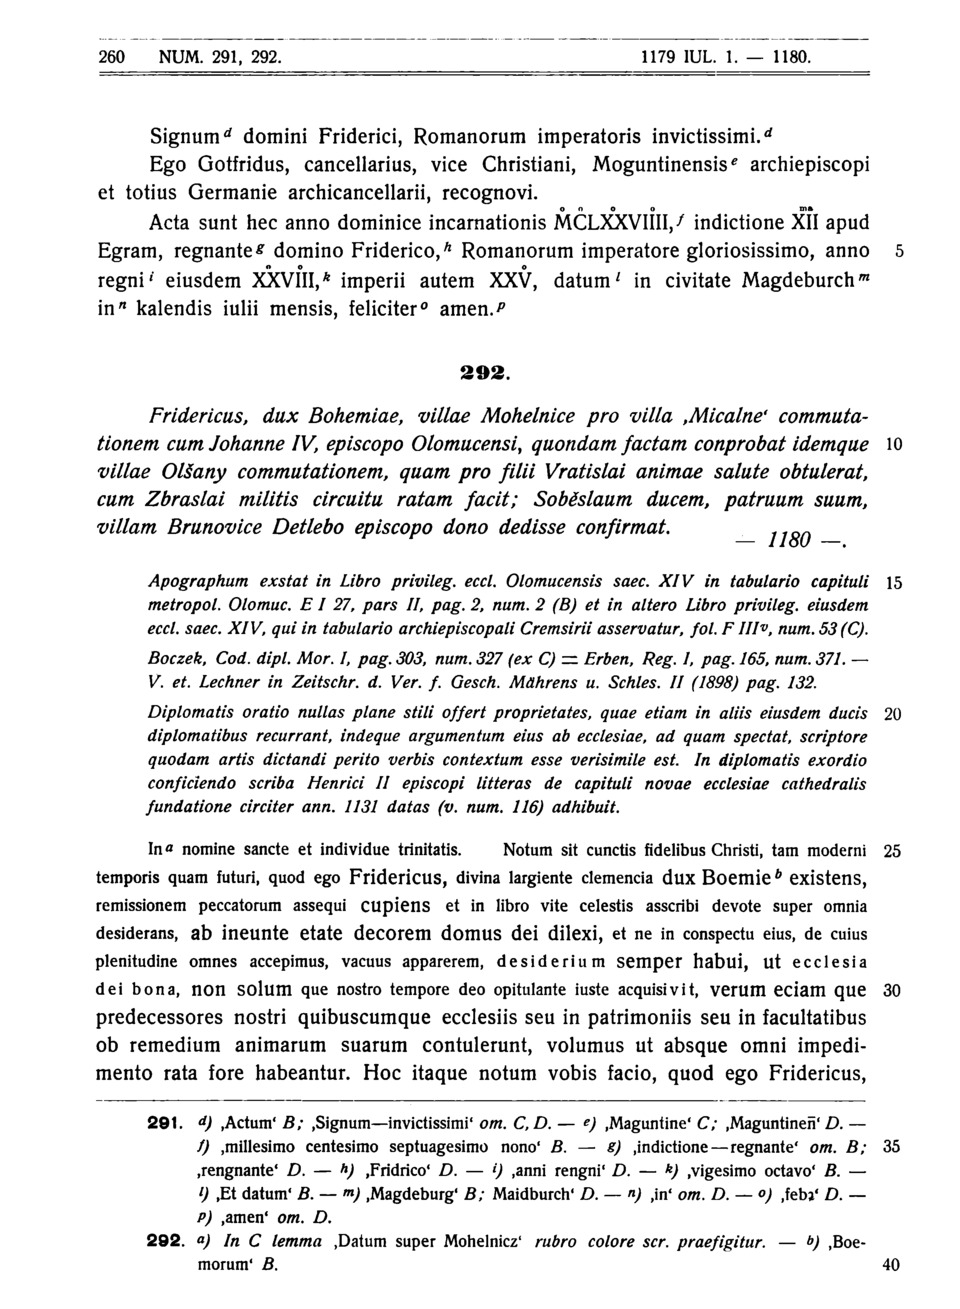 260 NUM. 291, 292. 1179 IUL. 1. — 1180.
Signum d domini Friderici, Romanorum imperatoris invictissimi. d
Ego Gotfridus, cancellarius, vice Christiani, Moguntinensis e archiepiscopi
et totius Germanie archicancellarii, recognovi.
Acta sunt hec anno dominice incarnationis M̊C̊LXX̊VIIII̊, f indictione XII ma apud
Egram, regnante g domino Friderico, h Romanorum imperatore gloriosissimo, anno 5
regni i eiusdem XX̊VIII̊, k imperii autem XXV̊, datum l in civitate Magdeburch m
in n kalendis iulii mensis, feliciter o amen. p
292.
Fridericus, dux Bohemiae, villae Mohelnice pro villa ‚Micalne‘ commuta-
tionem cum Johanne IV, episcopo Olomucensi, quondam factam conprobat idemque 10
villae Olšany commutationem, quam pro filii Vratislai animae salute obtulerat,
cum Zbraslai militis circuitu ratam facit; Soběslaum ducem, patruum suum,
villam Brunovice Detlebo episcopo dono dedisse confirmat. — 1180 —.
Apographum exstat in Libro privileg. eccl. Olomucensis saec. XIV in tabulario capituli 15
metropol. Olomuc. E I 27, pars II, pag. 2, num. 2 (B) et in altero Libro privileg. eiusdem
eccl. saec. XIV, qui in tabulario archiepiscopali Cremsirii asservatur, fol. F IIIv, num. 53 (C).
Boczek, Cod. dipl. Mor. I, pag. 303, num. 327 (ex C) = Erben, Reg. I, pag. 165, num. 371. —
V. et. Lechner in Zeitschr. d. Ver. f. Gesch. Mährens u. Schles. II (1898) pag. 132.
Diplomatis oratio nullas plane stili offert proprietates, quae etiam in aliis eiusdem ducis 20
diplomatibus recurrant, indeque argumentum eius ab ecclesiae, ad quam spectat, scriptore
quodam artis dictandi perito verbis contextum esse verisimile est. In diplomatis exordio
conficiendo scriba Henrici II episcopi litteras de capituli novae ecclesiae cathedralis
fundatione circiter ann. 1131 datas (v. num. 116) adhibuit.
In a nomine sancte et individue trinitatis. Notum sit cunctis fidelibus Christi, tam moderni 25
temporis quam futuri, quod ego Fridericus, divina largiente clemencia dux Boemie b existens,
remissionem peccatorum assequi cupiens et in libro vite celestis asscribi devote super omnia
desiderans, ab ineunte etate decorem domus dei dilexi, et ne in conspectu eius, de cuius
plenitudine omnes accepimus, vacuus apparerem, desiderium semper habui, ut ecclesia
dei bona, non solum que nostro tempore deo opitulante iuste acquisivit, verum eciam que 30
predecessores nostri quibuscumque ecclesiis seu in patrimoniis seu in facultatibus
ob remedium animarum suarum contulerunt, volumus ut absque omni impedi-
mento rata fore habeantur. Hoc itaque notum vobis facio, quod ego Fridericus,
291. d) ‚Actum‘ B; ‚Signum—invictissimi‘ om. C, D. — e) ‚Maguntine‘ C; ‚Maguntineñ‘ D. —
f) ‚millesimo centesimo septuagesimo nono‘ B. — g) ‚indictione—regnante‘ om. B; 35
‚rengnante‘ D. — h) ‚Fridrico‘ D. — i) ‚anni rengni‘ D. — k) ‚vigesimo octavo‘ B. —
l) ‚Et datum‘ B. — m) ‚Magdeburg‘ B; Maidburch‘ D. — n) ‚in‘ om. D. — o) ‚febꝛ‘ D. —
p) ‚amen‘ om. D.
292. a) In C lemma ‚Datum super Mohelnicz‘ rubro colore scr. praefigitur. — b) ‚Boe-
morum‘ B. 40